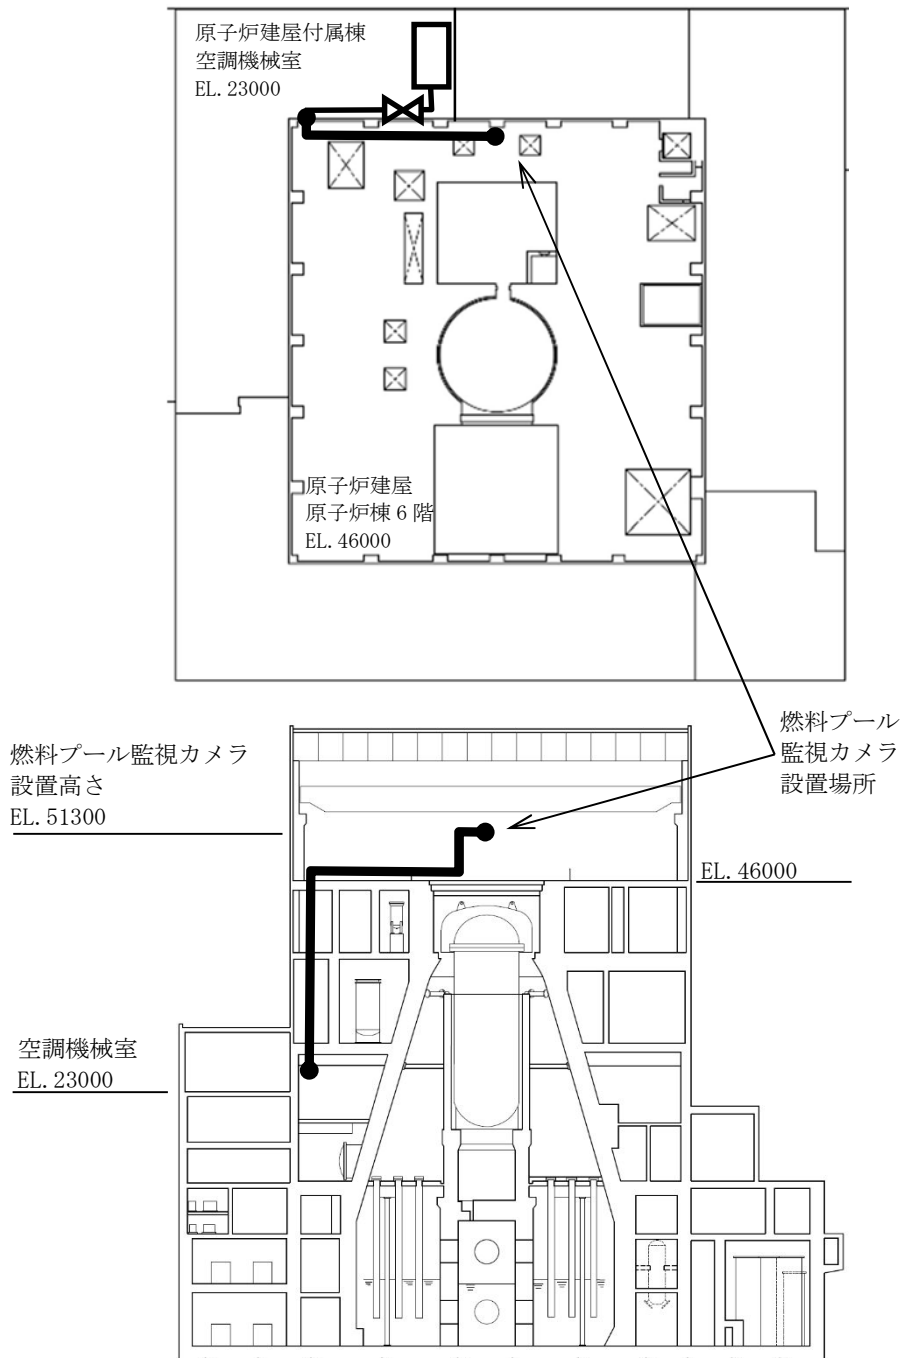 原子炉建屋付属棟
空調機械室
EL. 23000
原子炉建屋
原子炉棟 6 階
EL. 46000
燃料プール
監視カメラ
設置場所
燃料プール監視カメラ
設置高さ
EL. 51300
EL. 46000
空調機械室
EL. 23000